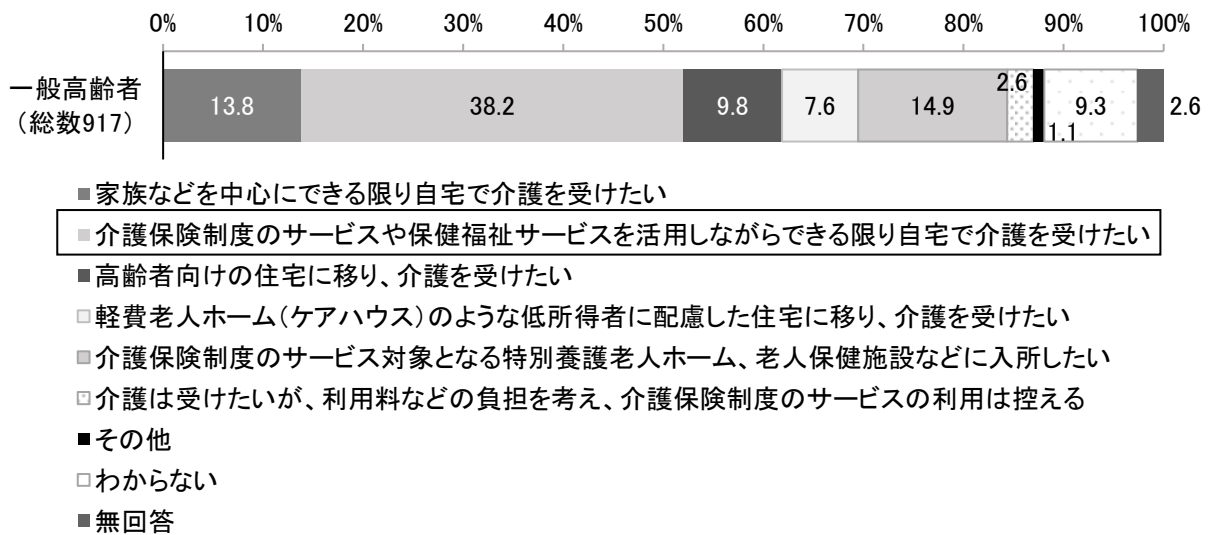 0% 10% 20% 30% 40% 50% 60% 70% 80% 90% 100%
一般高齢者
（総数917）
13.8 38.2 9.8 7.6 14.9 2.6 1.1 9.3 2.6
家族などを中心にできる限り自宅で介護を受けたい
介護保険制度のサービスや保健福祉サービスを活用しながらできる限り自宅で介護を受けたい
高齢者向けの住宅に移り、介護を受けたい
軽費老人ホーム（ケアハウス）のような低所得者に配慮した住宅に移り、介護を受けたい
介護保険制度のサービス対象となる特別養護老人ホーム、老人保健施設などに入所したい
介護は受けたいが、利用料などの負担を考え、介護保険制度のサービスの利用は控える
その他
わからない
無回答